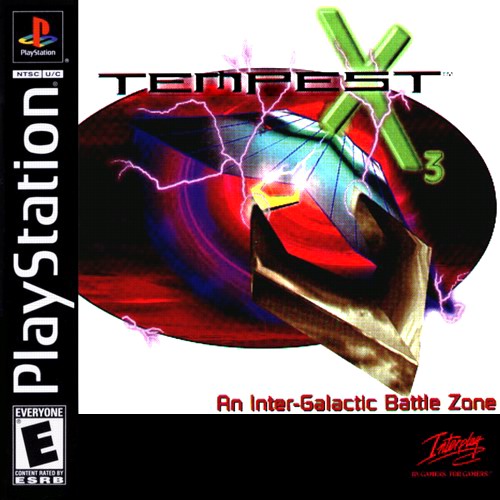 PlayStation
NTSC U/C
PlayStation
TEMPEST X3™
An Inter-Galactic Battle Zone
EVERYONE
E
CONTENT RATED BY
ESRB
Interplay
BY GAMERS. FOR GAMERS.™